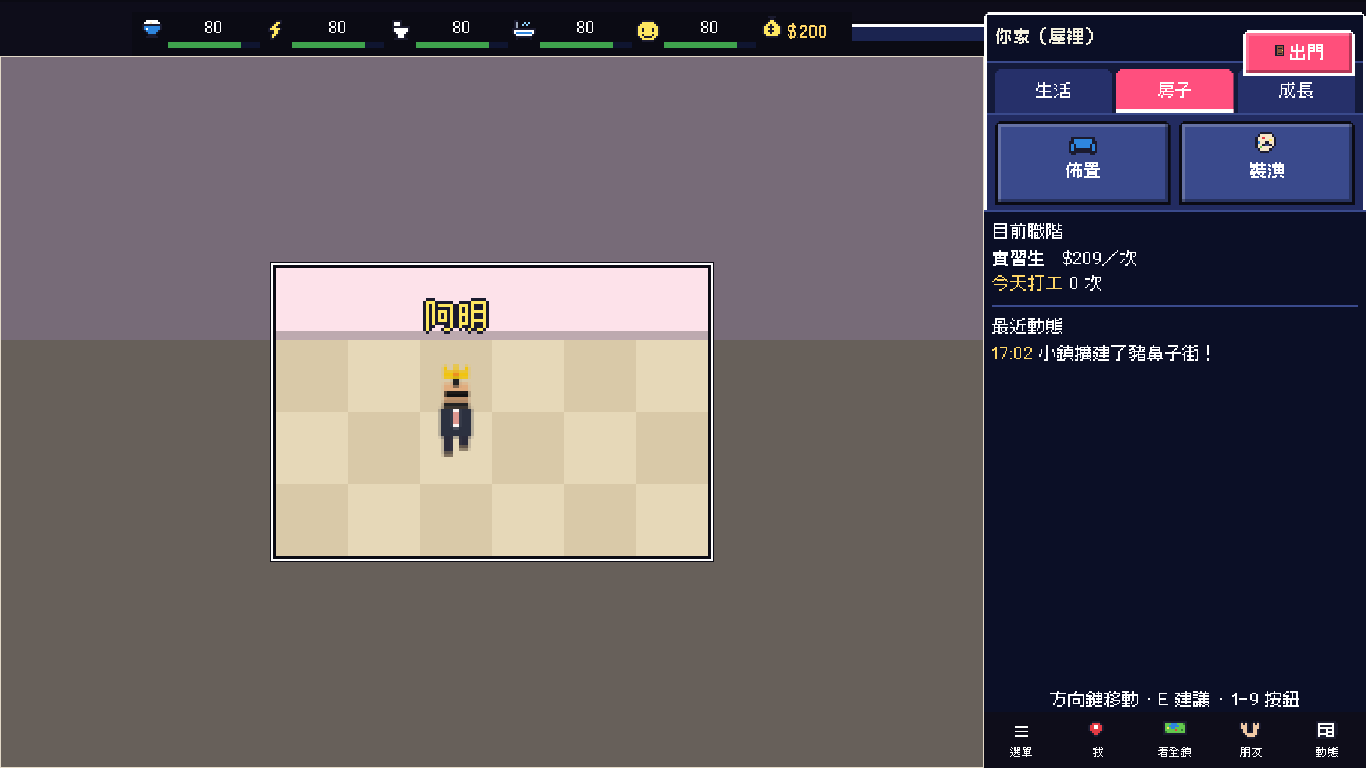 80 80 80 80 80 $200
你家（屋裡）
出門
生活 房子 成長
佈置 裝潢
目前職階
實習生 $209／次
今天打工 0 次
最近動態
17:02 小鎮擴建了豬鼻子街！
阿明
方向鍵移動 · E 建議 · 1-9 按鈕
選單 我 看全鎮 朋友 動態